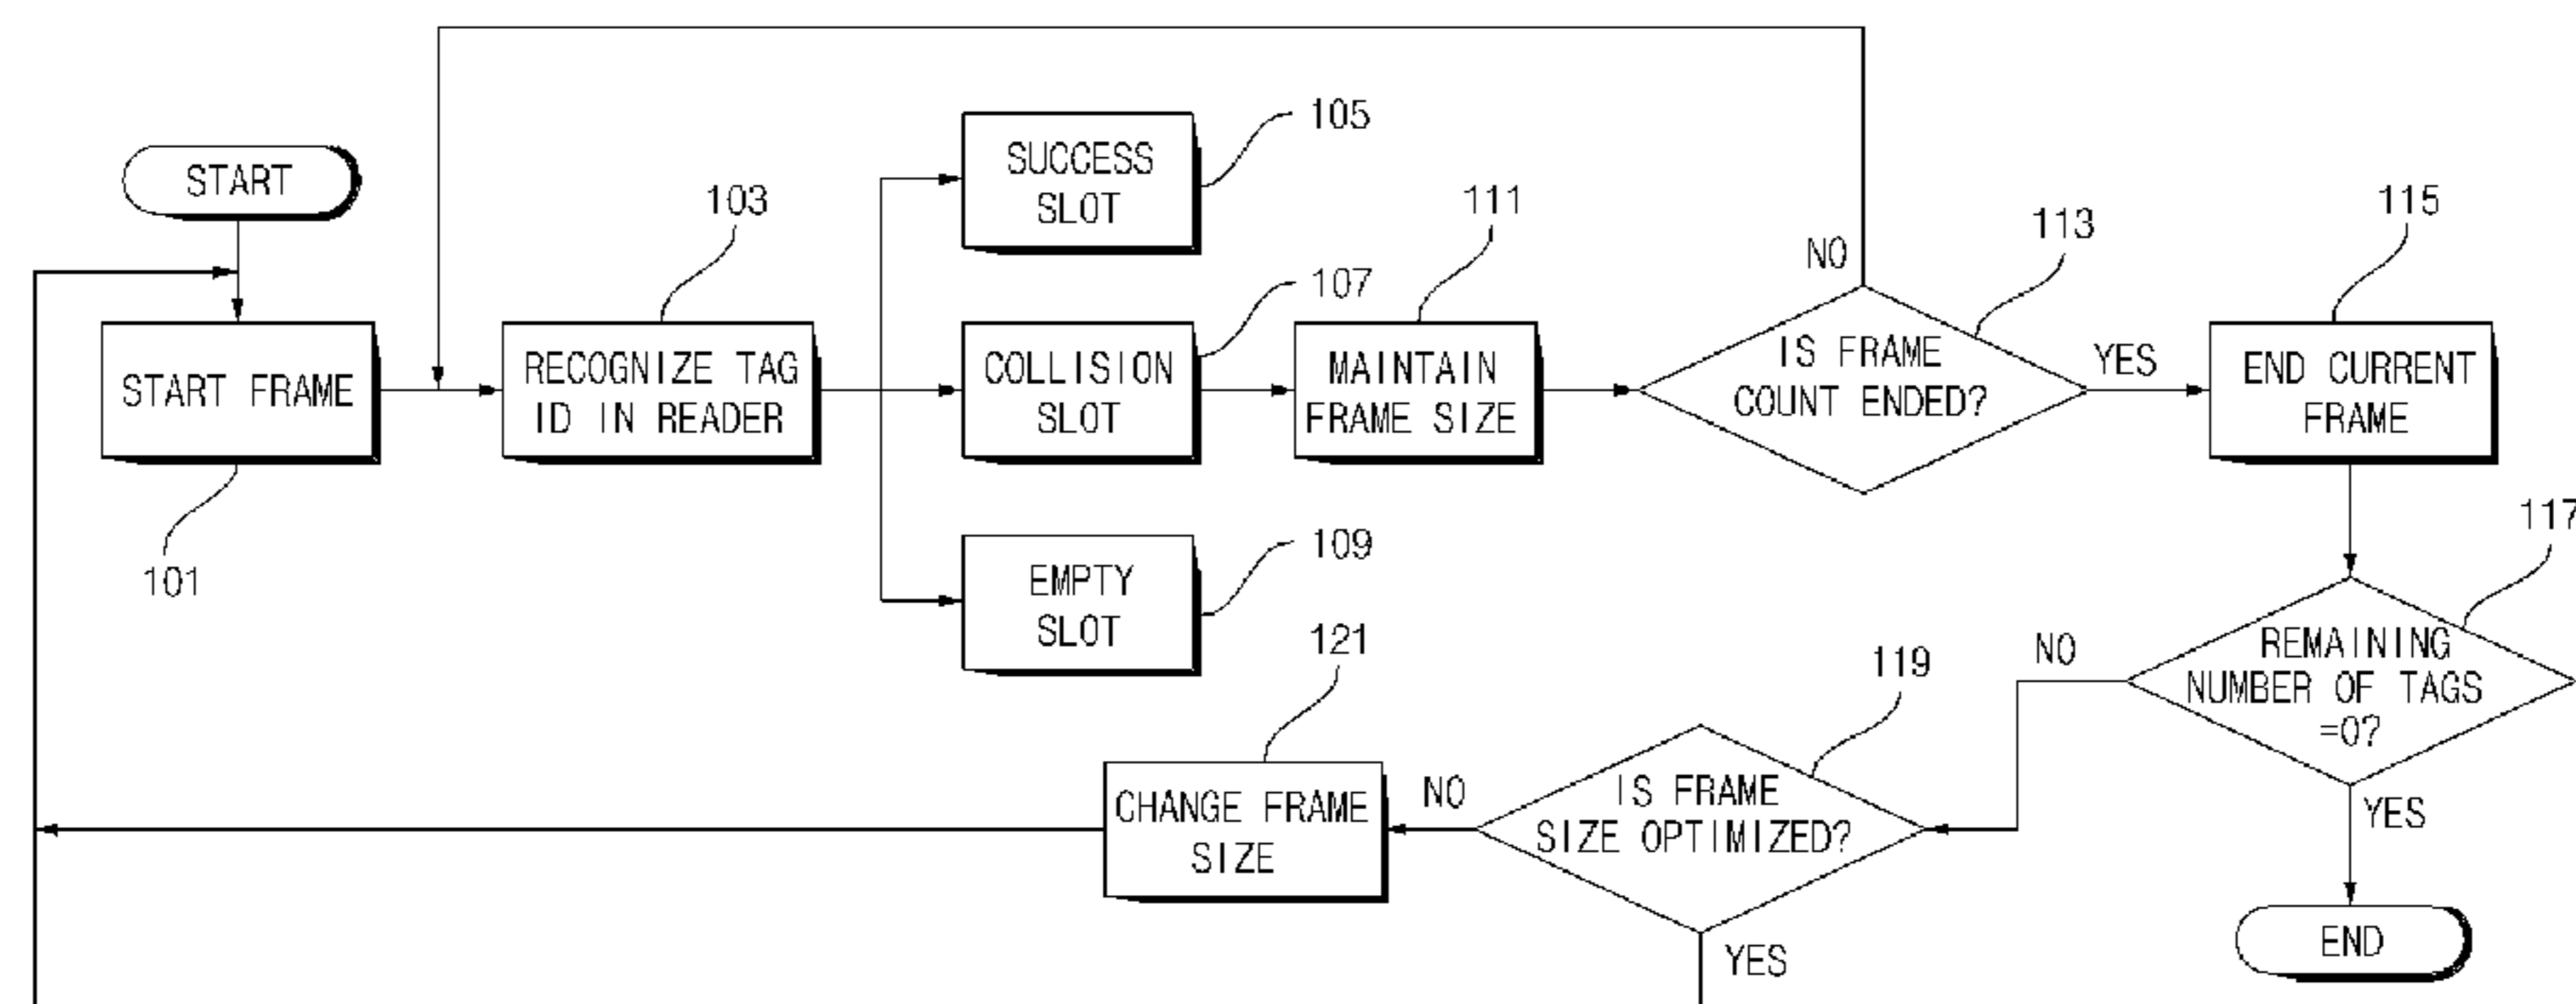 START
START FRAME
101
103
RECOGNIZE TAG
ID IN READER
105
SUCCESS
SLOT
107
COLLISION
SLOT
109
EMPTY
SLOT
111
MAINTAIN
FRAME SIZE
113
IS FRAME
COUNT ENDED?
NO
YES
115
END CURRENT
FRAME
117
REMAINING
NUMBER OF TAGS
=0?
NO
YES
119
IS FRAME
SIZE OPTIMIZED?
NO
YES
121
CHANGE FRAME
SIZE
END